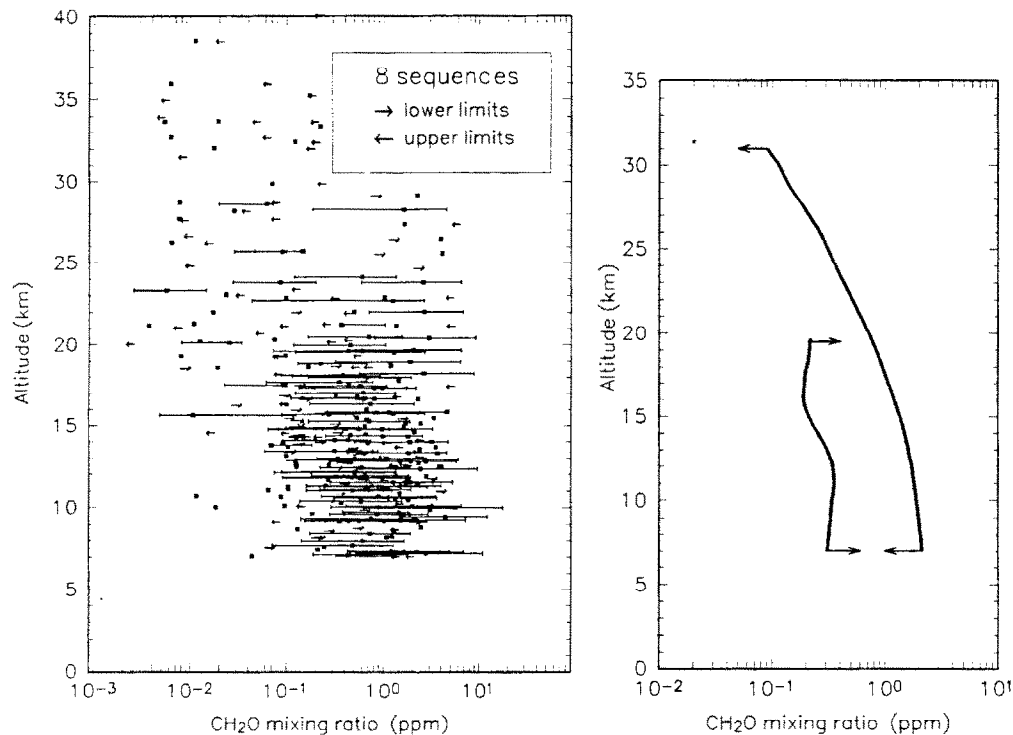 40
35
30
25
20
15
10
5
0
Altitude (km)
8 sequences
→ lower limits
← upper limits
10⁻³ 10⁻² 10⁻¹ 10⁰ 10¹
CH₂O mixing ratio (ppm)
35
30
25
20
15
10
5
0
Altitude (km)
10⁻² 10⁻¹ 10⁰ 10¹
CH₂O mixing ratio (ppm)